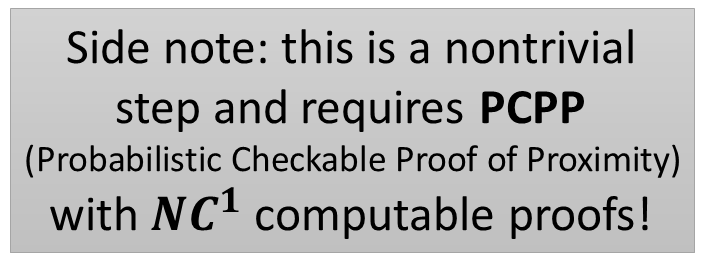 Side note: this is a nontrivial
step and requires PCPP
(Probabilistic Checkable Proof of Proximity)
with NC¹ computable proofs!